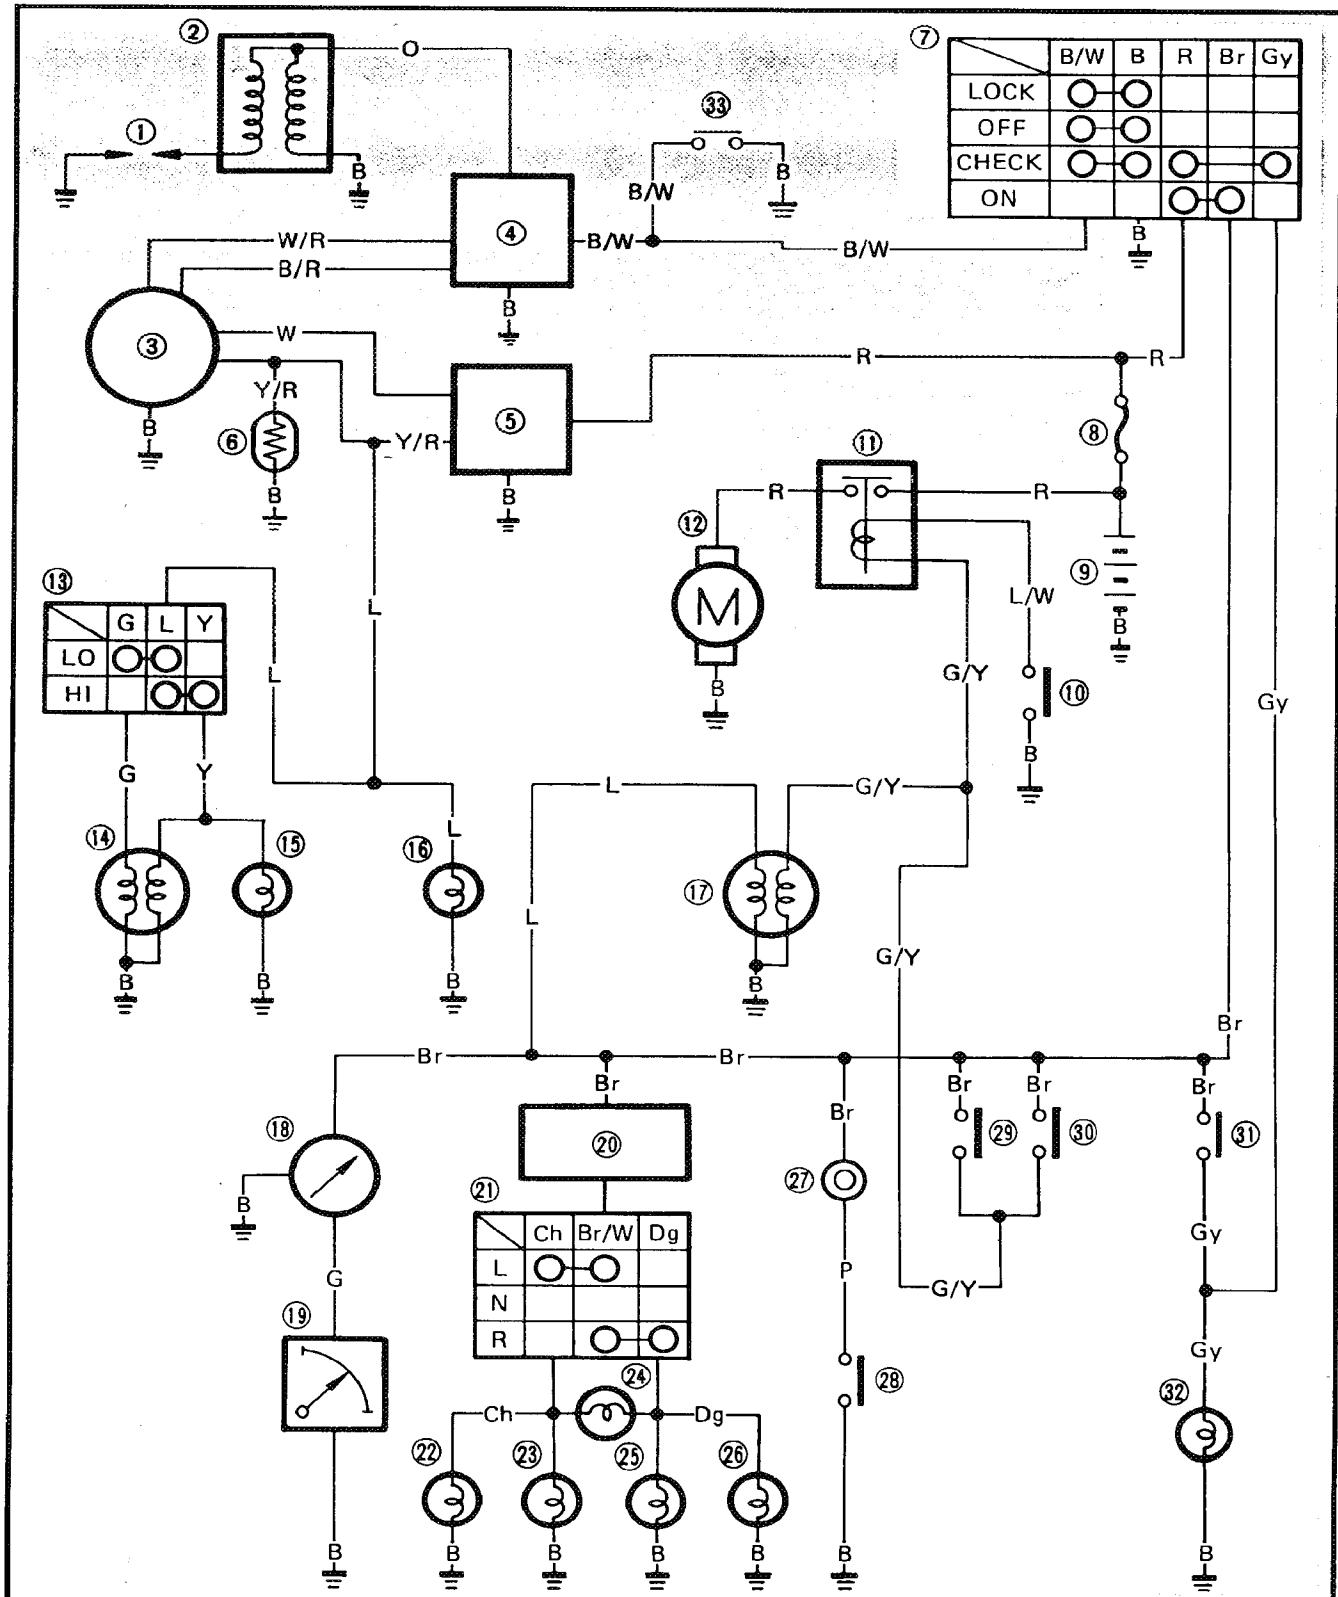 ②
O
⑦
B/W B R Br Gy
LOCK
OFF
CHECK
ON
①
㉝
B
B
B/W
W/R
④
B/W
B/W
B
B/R
B
③
W
R
R
Y/R
⑤
⑧
B
⑥
Y/R
⑪
B
B
R
R
⑫
⑨
M
L/W
B
⑬
G L Y
LO
HI
L
L
G/Y
⑩
B
Gy
G
Y
B
L
G/Y
⑭
⑮
⑯
L
⑰
L
G/Y
B
B
B
B
Br
Br
Br
Br
Br
Br
Br
Br
⑱
⑳
㉙
㉚
㉛
㉗
B
㉑
Ch Br/W Dg
L
N
R
Gy
G
P
G/Y
⑲
Gy
㉔
㉘
㉜
Ch
Dg
㉒
㉓
㉕
㉖
B
B
B
B
B
B
B